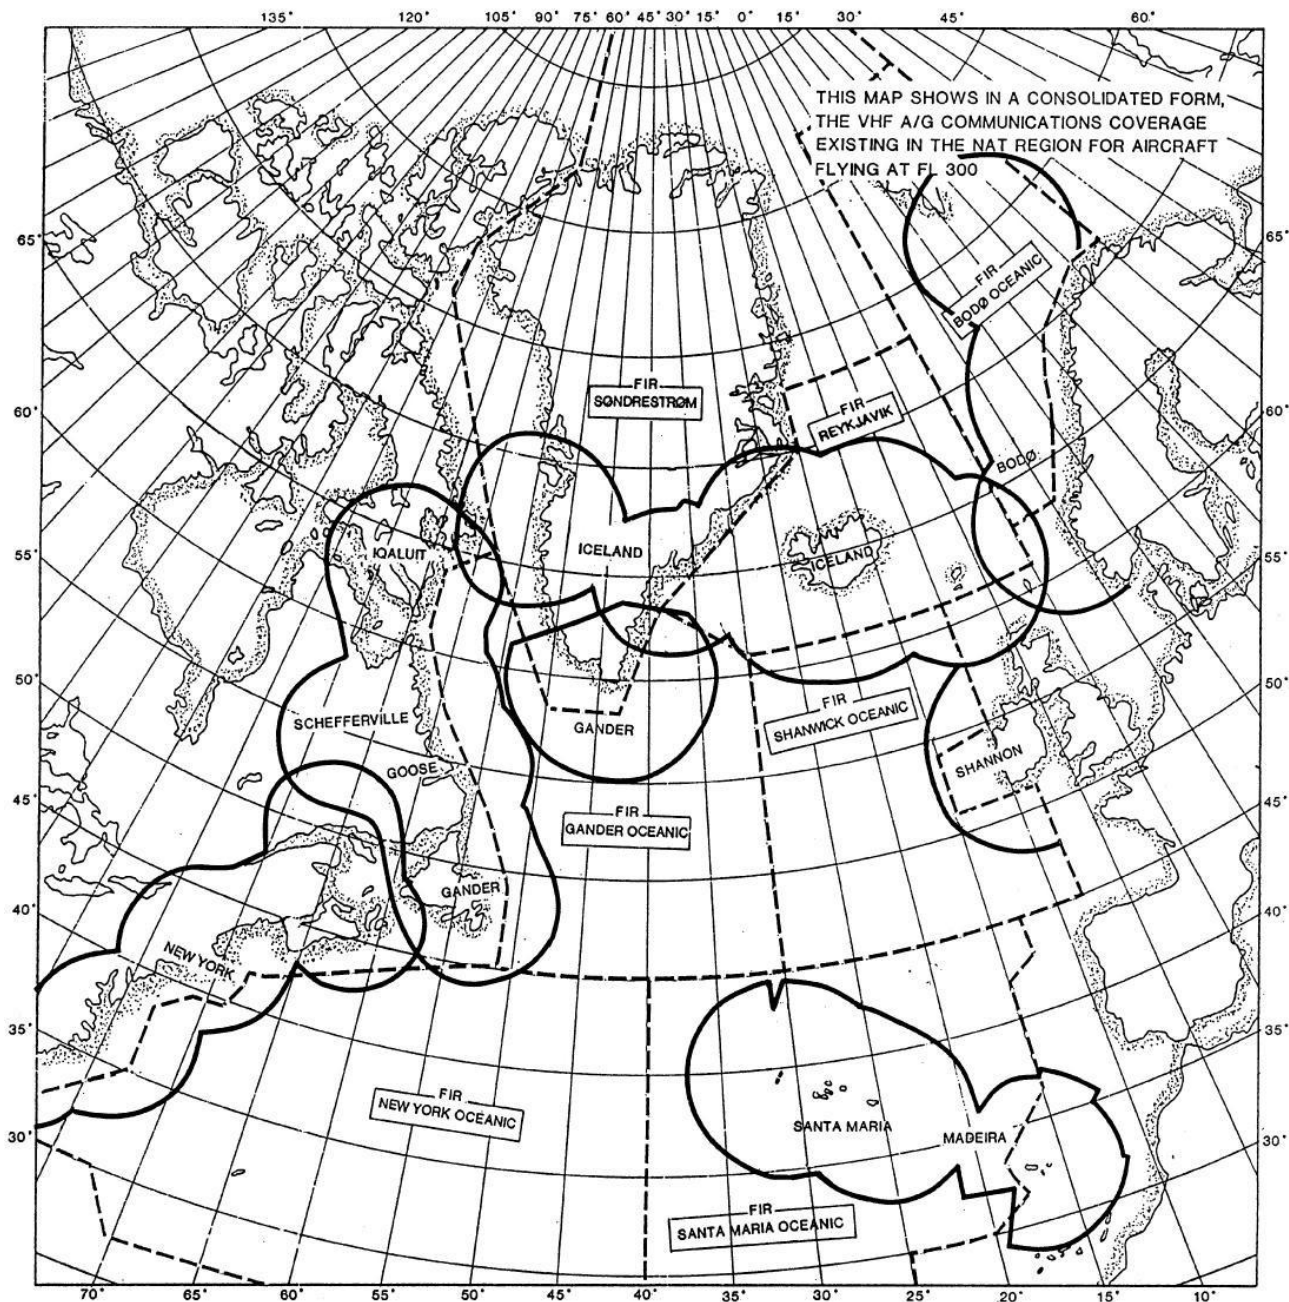 135° 120° 105° 90° 75° 60° 45° 30° 15° 0° 15° 30° 45° 60°
THIS MAP SHOWS IN A CONSOLIDATED FORM,
THE VHF A/G COMMUNICATIONS COVERAGE
EXISTING IN THE NAT REGION FOR AIRCRAFT
FLYING AT FL 300
65°
65°
FIR
BODØ OCEANIC
FIR
SØNDRESTRØM
FIR
REYKJAVIK
60°
60°
BODØ
IQALUIT
ICELAND
ICELAND
55°
55°
50°
50°
SCHEFFERVILLE
GANDER
FIR
SHANWICK OCEANIC
SHANNON
GOOSE
45°
45°
FIR
GANDER OCEANIC
GANDER
40°
40°
NEW YORK
35°
35°
FIR
NEW YORK OCEANIC
SANTA MARIA
MADEIRA
30°
30°
FIR
SANTA MARIA OCEANIC
70° 65° 60° 55° 50° 45° 40° 35° 30° 25° 20° 15° 10°